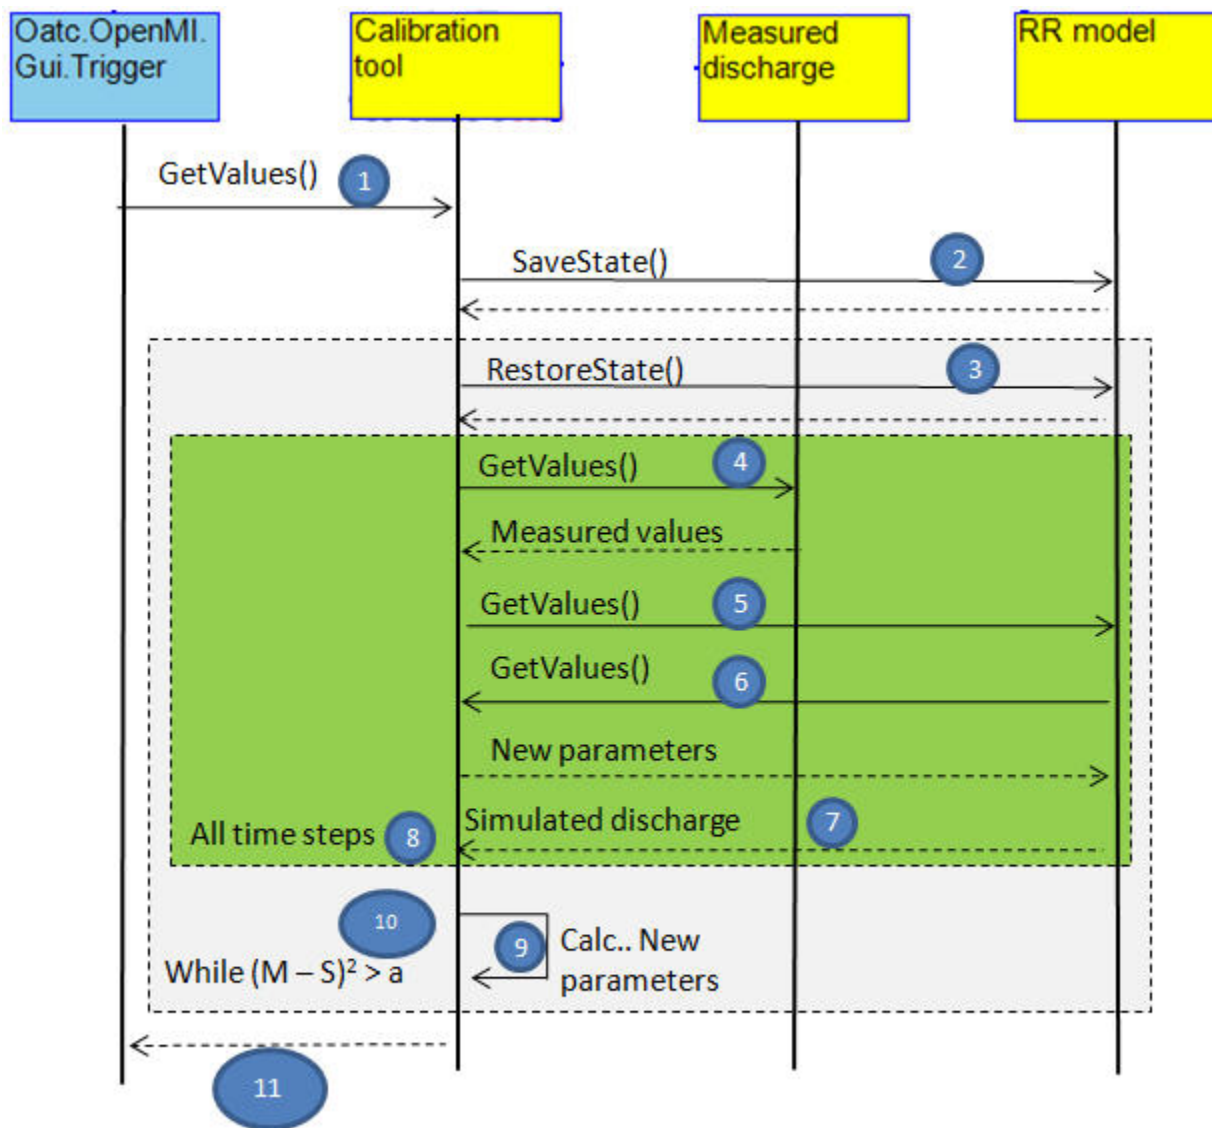 Oatc.OpenMI.
Gui.Trigger
Calibration
tool
Measured
discharge
RR model
GetValues()
1
SaveState()
2
RestoreState()
3
GetValues()
4
Measured values
GetValues()
5
GetValues()
6
New parameters
Simulated discharge
7
All time steps
8
10
9
Calc.. New
parameters
While (M – S)² > a
11